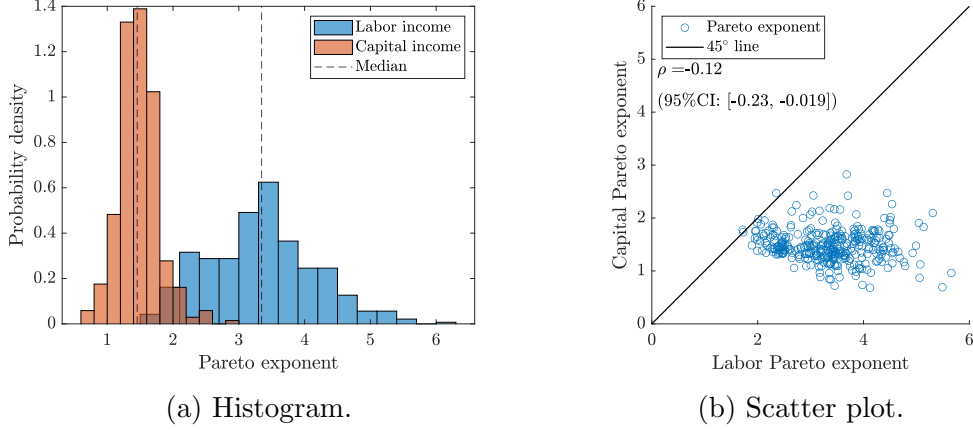 1.4
1.2
1
0.8
0.6
0.4
0.2
0
Probability density
Labor income
Capital income
Median
1 2 3 4 5 6
Pareto exponent
(a) Histogram.
6
5
4
3
2
1
0
Capital Pareto exponent
Pareto exponent
45° line
ρ =-0.12
(95%CI: [-0.23, -0.019])
0 2 4 6
Labor Pareto exponent
(b) Scatter plot.